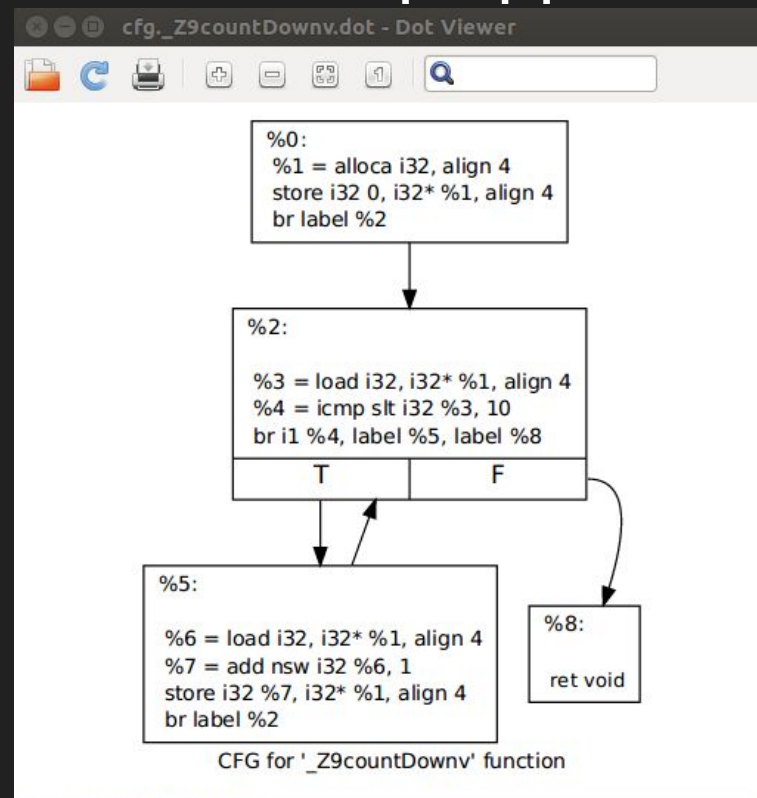 cfg._Z9countDownv.dot - Dot Viewer
%0:
%1 = alloca i32, align 4
store i32 0, i32* %1, align 4
br label %2
%2:
%3 = load i32, i32* %1, align 4
%4 = icmp slt i32 %3, 10
br i1 %4, label %5, label %8
T F
%5:
%6 = load i32, i32* %1, align 4
%7 = add nsw i32 %6, 1
store i32 %7, i32* %1, align 4
br label %2
%8:
ret void
CFG for '_Z9countDownv' function